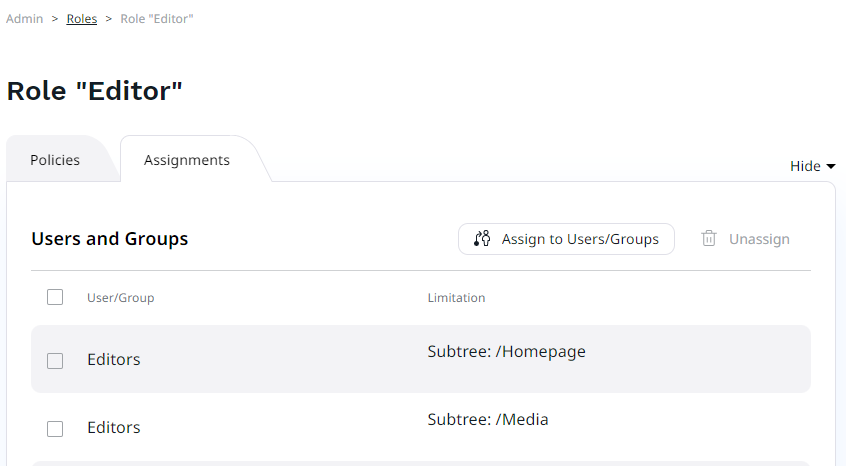 Admin > Roles > Role "Editor"
Role "Editor"
Policies Assignments
Hide
Users and Groups Assign to Users/Groups Unassign
User/Group Limitation
Editors Subtree: /Homepage
Editors Subtree: /Media